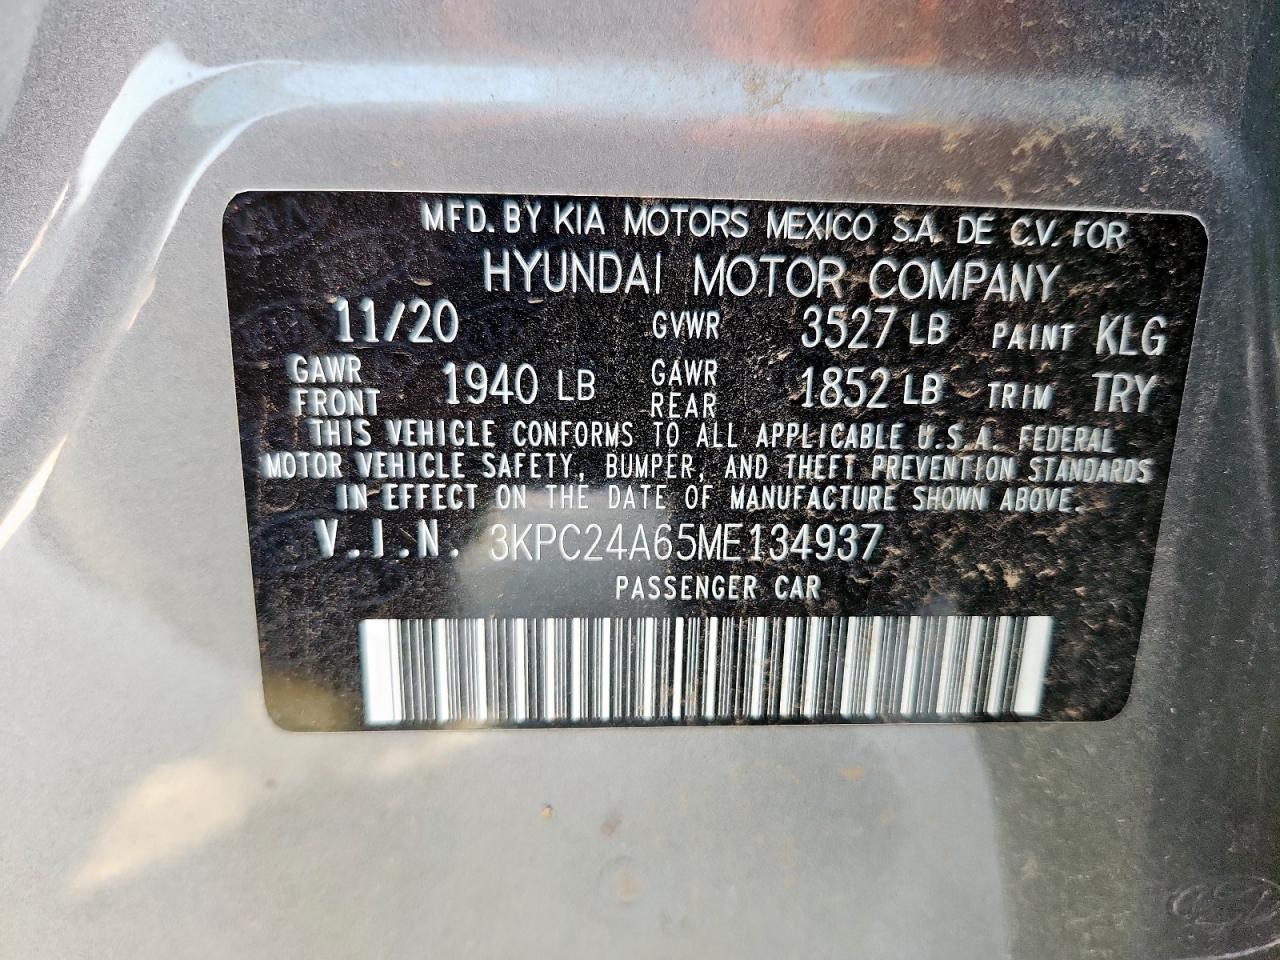 MFD. BY KIA MOTORS MEXICO S.A. DE C.V. FOR
HYUNDAI MOTOR COMPANY
11/20 GVWR 3527 LB PAINT KLG
GAWR FRONT 1940 LB GAWR REAR 1852 LB TRIM TRY
THIS VEHICLE CONFORMS TO ALL APPLICABLE U.S.A. FEDERAL
MOTOR VEHICLE SAFETY, BUMPER, AND THEFT PREVENTION STANDARDS
IN EFFECT ON THE DATE OF MANUFACTURE SHOWN ABOVE.
V.I.N. 3KPC24A65ME134937
PASSENGER CAR